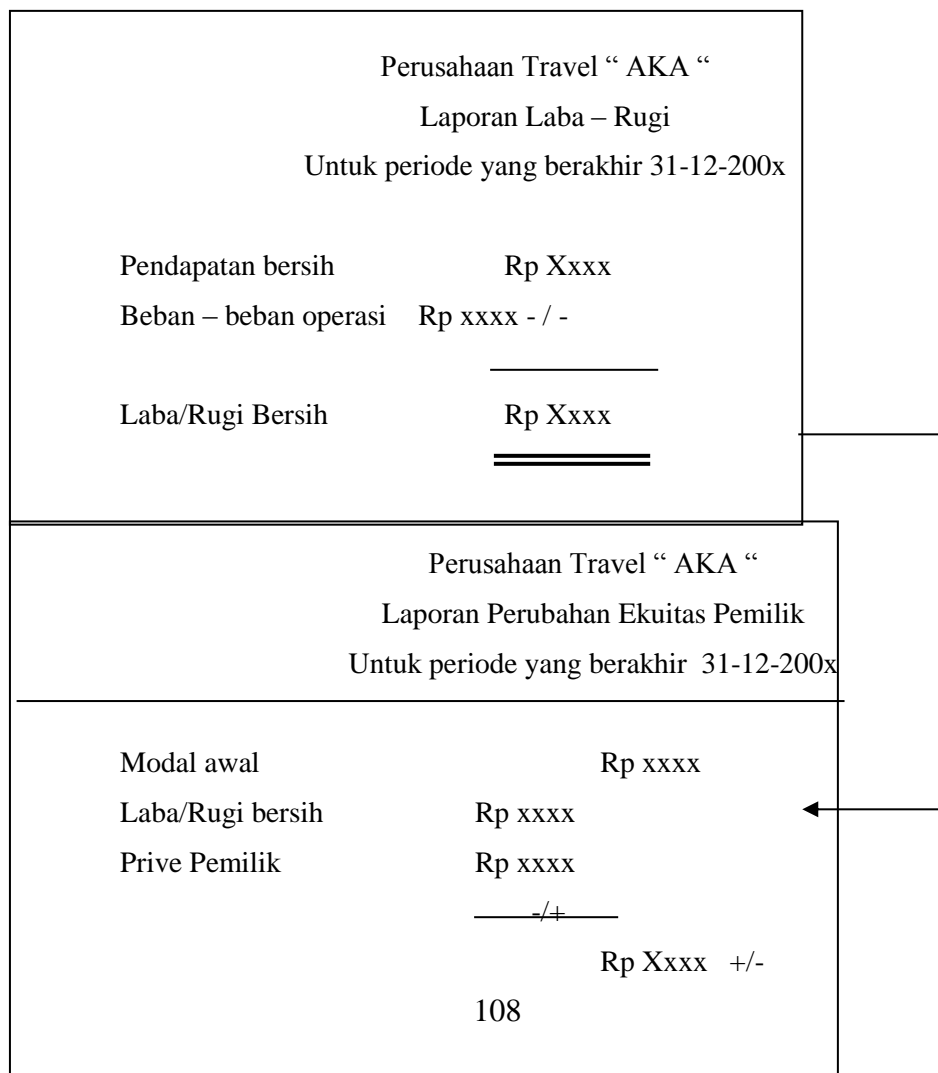 Perusahaan Travel “ AKA “
Laporan Laba – Rugi
Untuk periode yang berakhir 31-12-200x
Pendapatan bersih Rp Xxxx
Beban – beban operasi Rp xxxx - / -
Laba/Rugi Bersih Rp Xxxx
Perusahaan Travel “ AKA “
Laporan Perubahan Ekuitas Pemilik
Untuk periode yang berakhir 31-12-200x
Modal awal Rp xxxx
Laba/Rugi bersih Rp xxxx
Prive Pemilik Rp xxxx
-/+
Rp Xxxx +/-
108